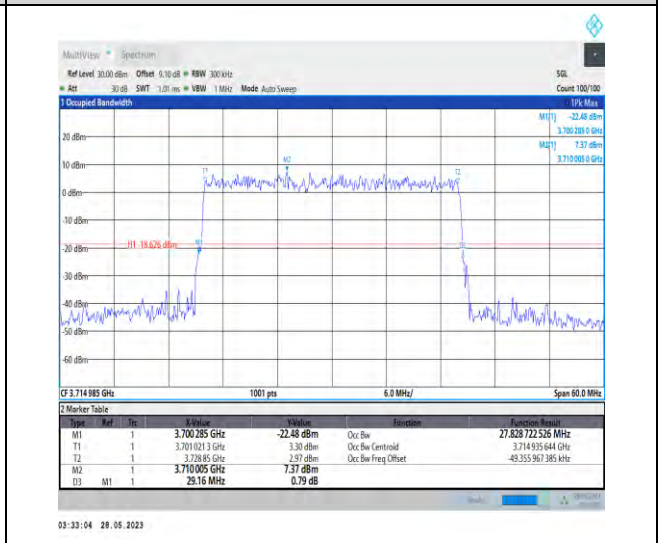 MultiView Spectrum
Ref Level 30.00 dBm Offset 9.10 dB RBW 300 kHz SGL
Att 30 dB SWT 1.01 ms VBW 1 MHz Mode Auto Sweep Count 100/100
1 Occupied Bandwidth 1Pk Max
M1[1] -22.48 dBm
3.700 285 0 GHz
20 dBm
M2[1] 7.37 dBm
3.710 005 0 GHz
10 dBm
M2
T1
T2
0 dBm
-10 dBm
H1 -18.626 dBm
-20 dBm
-30 dBm
-40 dBm
-50 dBm
-60 dBm
CF 3.714 985 GHz 1001 pts 6.0 MHz/ Span 60.0 MHz
2 Marker Table
Type Ref Trc X-Value Y-Value Function Function Result
M1 1 3.700 285 GHz -22.48 dBm Occ Bw 27.828 722 526 MHz
T1 1 3.701 021 3 GHz 3.30 dBm Occ Bw Centroid 3.714 935 644 GHz
T2 1 3.728 85 GHz 2.97 dBm Occ Bw Freq Offset -49.355 967 385 kHz
M2 1 3.710 005 GHz 7.37 dBm
D3 M1 1 29.16 MHz 0.79 dB
03:33:04 28.05.2023